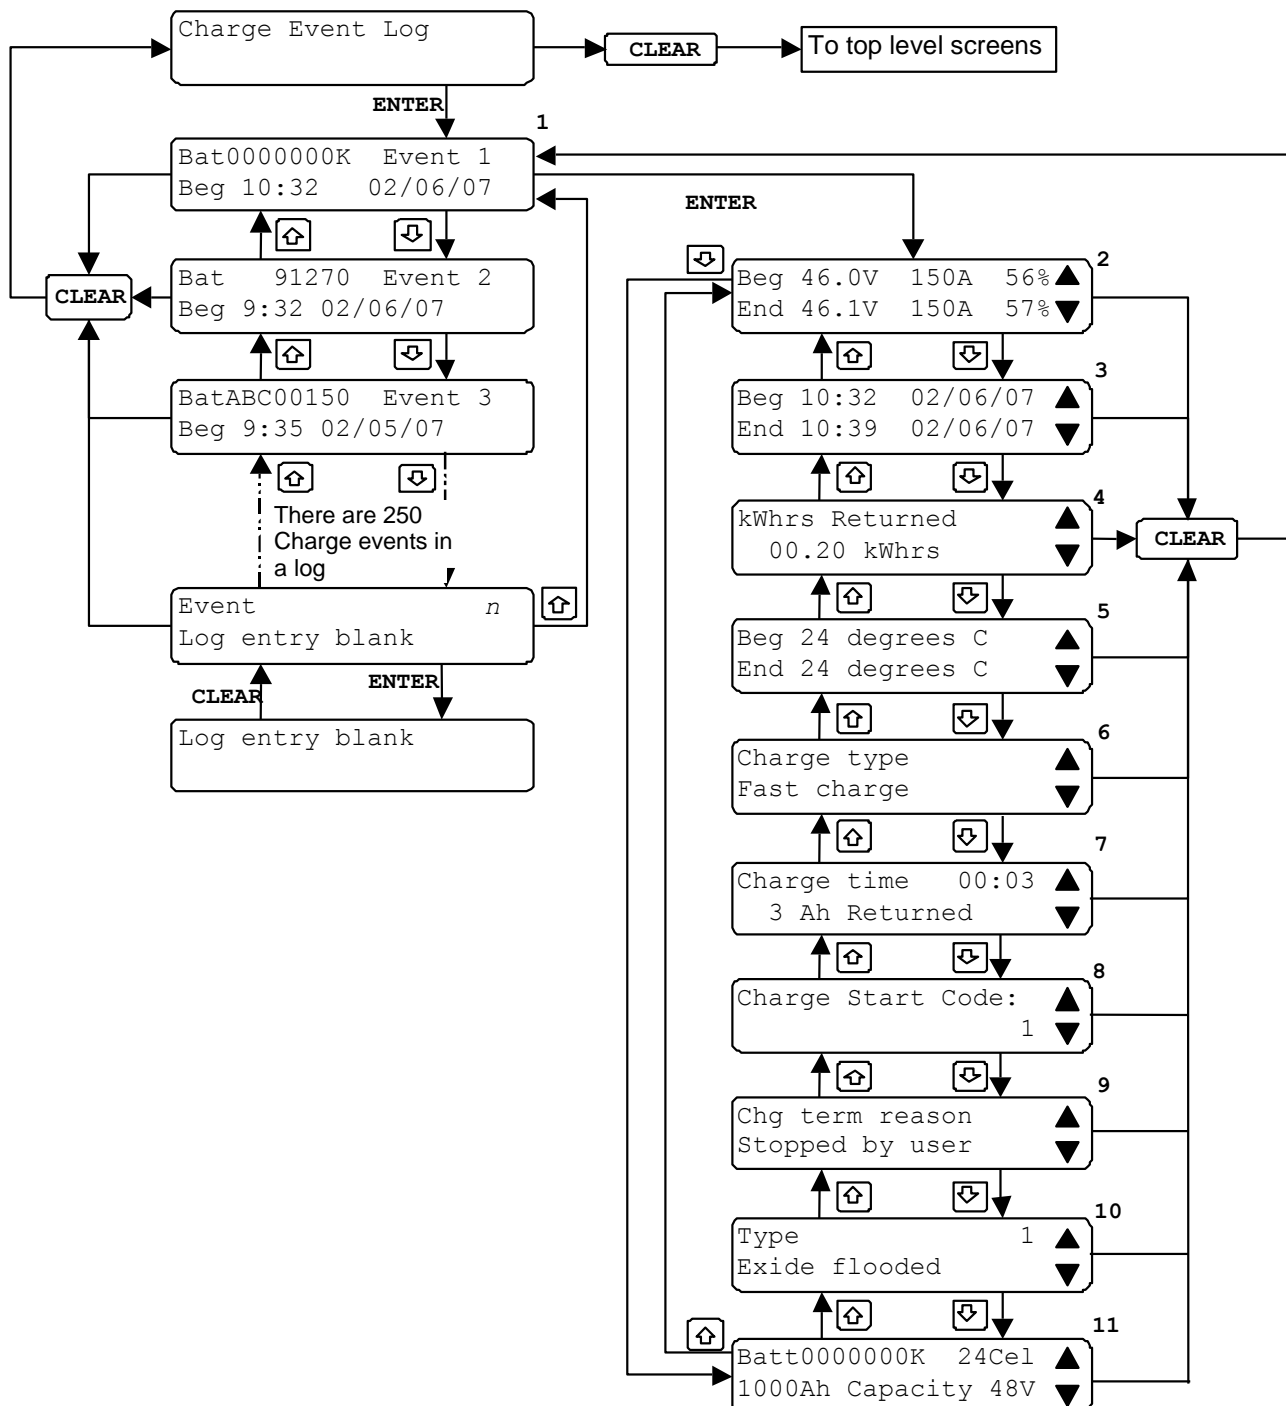 Charge Event Log
CLEAR
To top level screens
ENTER
1
Bat0000000K  Event 1
Beg 10:32   02/06/07
Bat   91270  Event 2
Beg 9:32 02/06/07
CLEAR
BatABC00150  Event 3
Beg 9:35 02/05/07
There are 250
Charge events in
a log
Event              n
Log entry blank
CLEAR
ENTER
Log entry blank
ENTER
2
Beg 46.0V  150A  56%
End 46.1V  150A  57%
3
Beg 10:32  02/06/07
End 10:39  02/06/07
4
kWhrs Returned
00.20 kWhrs
CLEAR
5
Beg 24 degrees C
End 24 degrees C
6
Charge type
Fast charge
7
Charge time   00:03
3 Ah Returned
8
Charge Start Code:
1
9
Chg term reason
Stopped by user
10
Type             1
Exide flooded
11
Batt0000000K  24Cel
1000Ah Capacity 48V